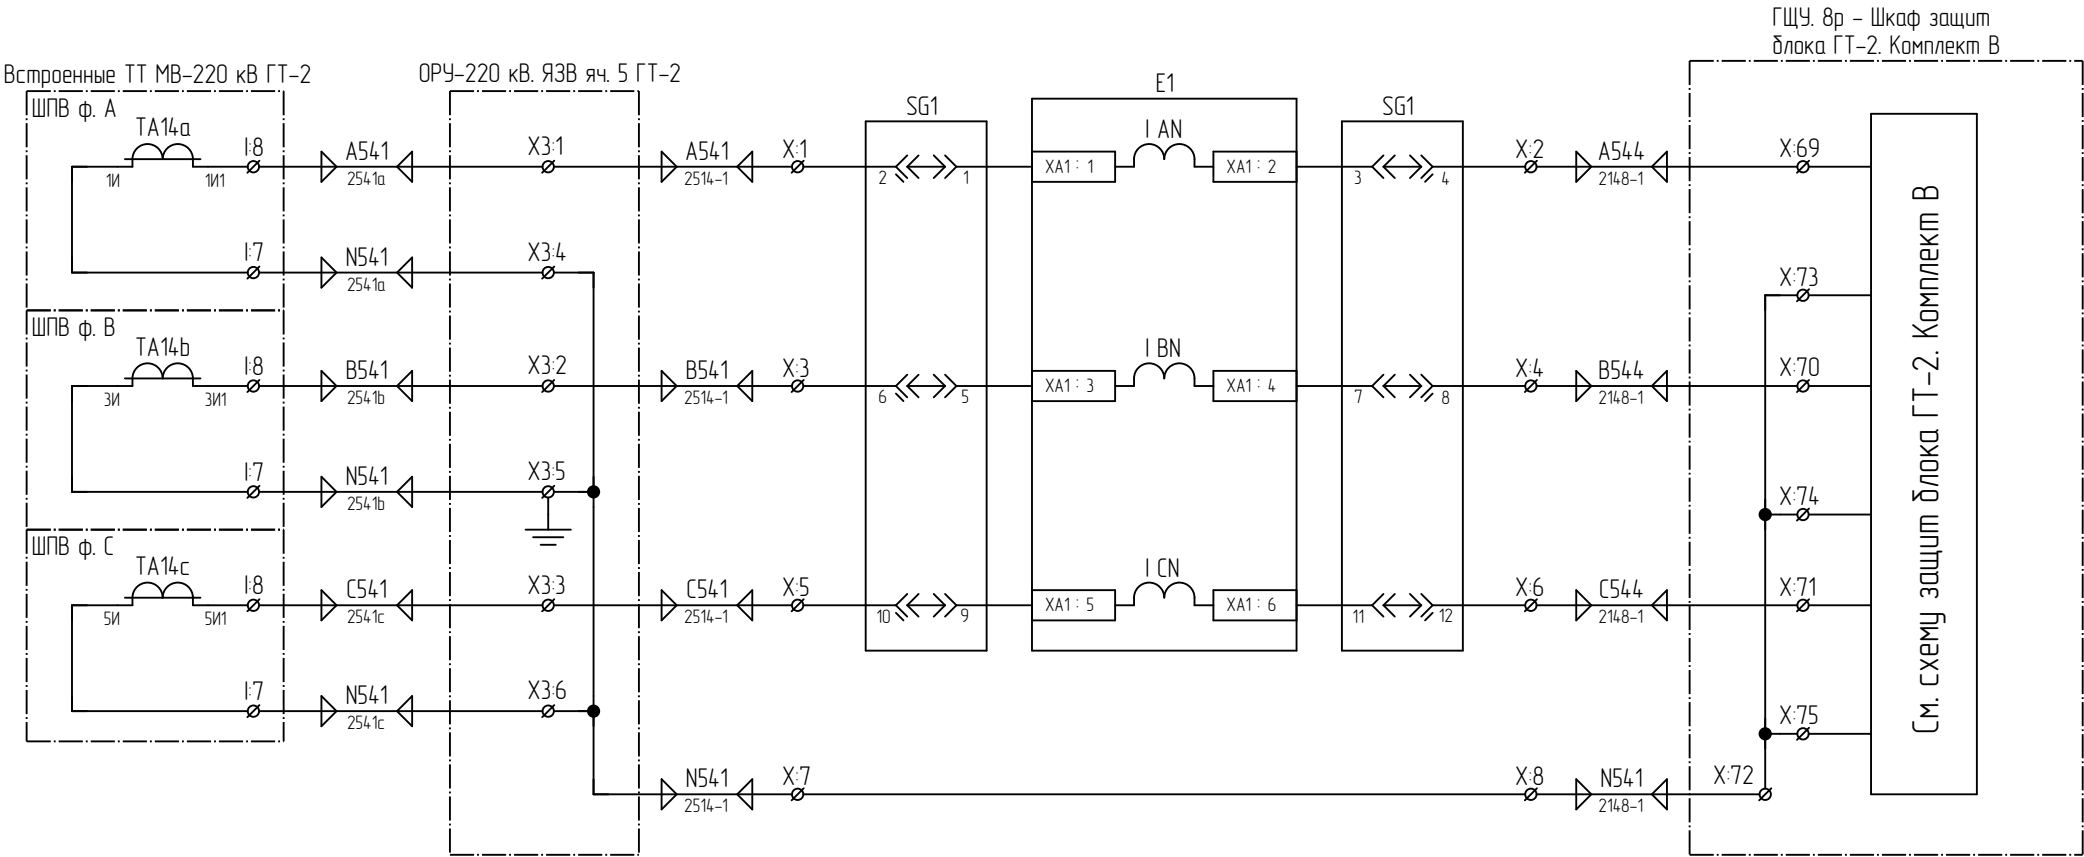 ГЩУ. 8р – Шкаф защит
блока ГТ–2. Комплект В
Встроенные ТТ МВ–220 кВ ГТ–2
ОРУ–220 кВ. ЯЗВ яч. 5 ГТ–2
E1
SG1
SG1
ШПВ ф. А
TA14a
I:8
A541
X3:1
A541
X:1
I AN
X:2
A544
X:69
1И
1И1
2541a
2514–1
2
1
XA1 : 1
XA1 : 2
3
4
2148–1
I:7
N541
X3:4
2541a
X:73
ШПВ ф. В
TA14b
I:8
B541
X3:2
B541
X:3
I BN
X:4
B544
X:70
3И
3И1
2541b
2514–1
6
5
XA1 : 3
XA1 : 4
7
8
2148–1
I:7
N541
X3:5
2541b
X:74
ШПВ ф. С
TA14c
I:8
C541
X3:3
C541
X:5
I CN
X:6
C544
X:71
5И
5И1
2541c
2514–1
10
9
XA1 : 5
XA1 : 6
11
12
2148–1
I:7
N541
X3:6
2541c
X:75
N541
X:7
X:8
N541
X:72
2514–1
2148–1
См. схему защит блока ГТ–2. Комплект В